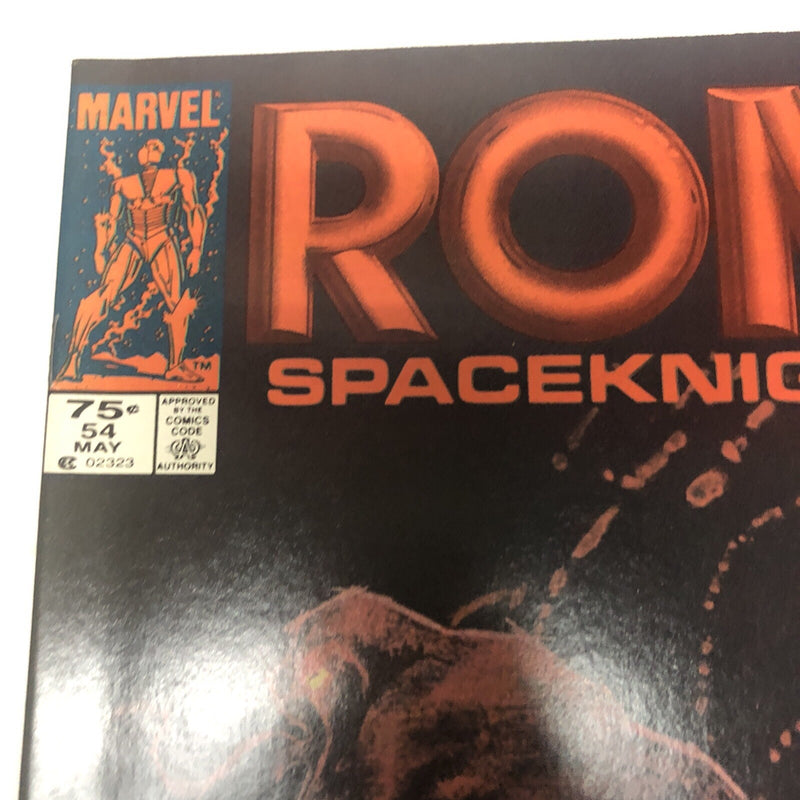 MARVEL
ROM
SPACEKNIG
TM
75¢
54
MAY
02323
APPROVED
BY THE
COMICS
CODE
AUTHORITY